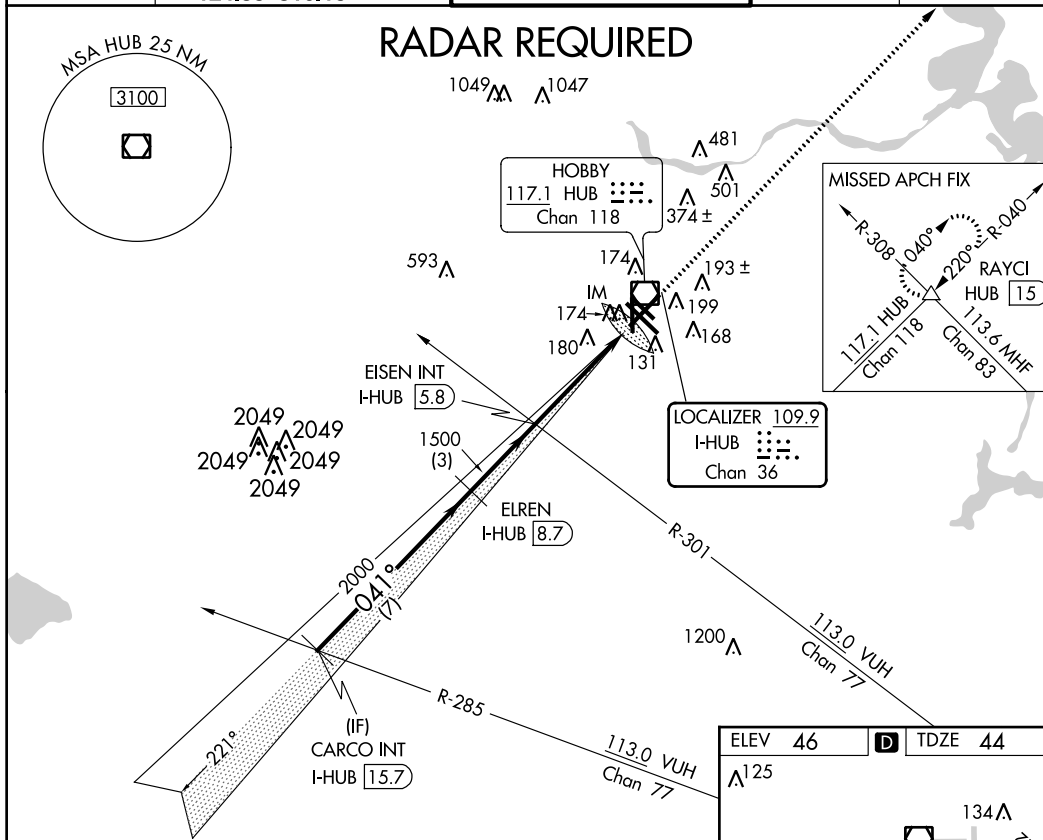 RADAR REQUIRED
MSA HUB 25 NM
3100
1049
1047
481
501
374 ±
HOBBY
117.1 HUB
Chan 118
MISSED APCH FIX
R-308
040°
220°
R-040
RAYCI
HUB 15
117.1 HUB
Chan 118
113.6 MHF
Chan 83
593
174
193 ±
IM
174
199
168
180
131
EISEN INT
I-HUB 5.8
LOCALIZER 109.9
I-HUB
Chan 36
2049
2049
2049
2049
2049
1500
(3)
ELREN
I-HUB 8.7
R-301
2000
041°
(7)
113.0 VUH
Chan 77
1200
R-285
(IF)
CARCO INT
I-HUB 15.7
221°
113.0 VUH
Chan 77
ELEV 46
D
TDZE 44
125
134